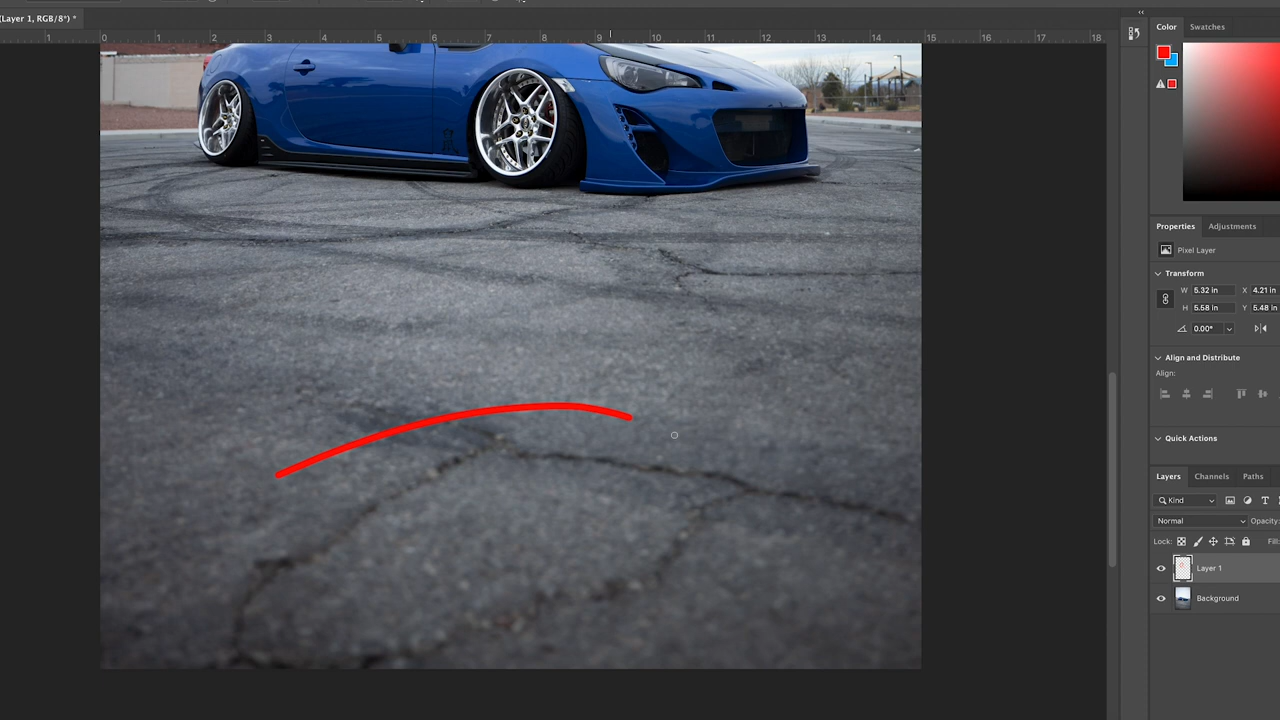 (Layer 1, RGB/8*) *
1 0 1 2 3 4 5 6 7 8 9 10 11 12 13 14 15 16 17 18
Color Swatches
Properties Adjustments
Pixel Layer
Transform
W 5.32 in X 4.21 in
H 5.58 in Y 5.48 in
0.00°
Align and Distribute
Align:
Quick Actions
Layers Channels Paths
Kind T
Normal Opacity:
Lock: Fill:
Layer 1
Background